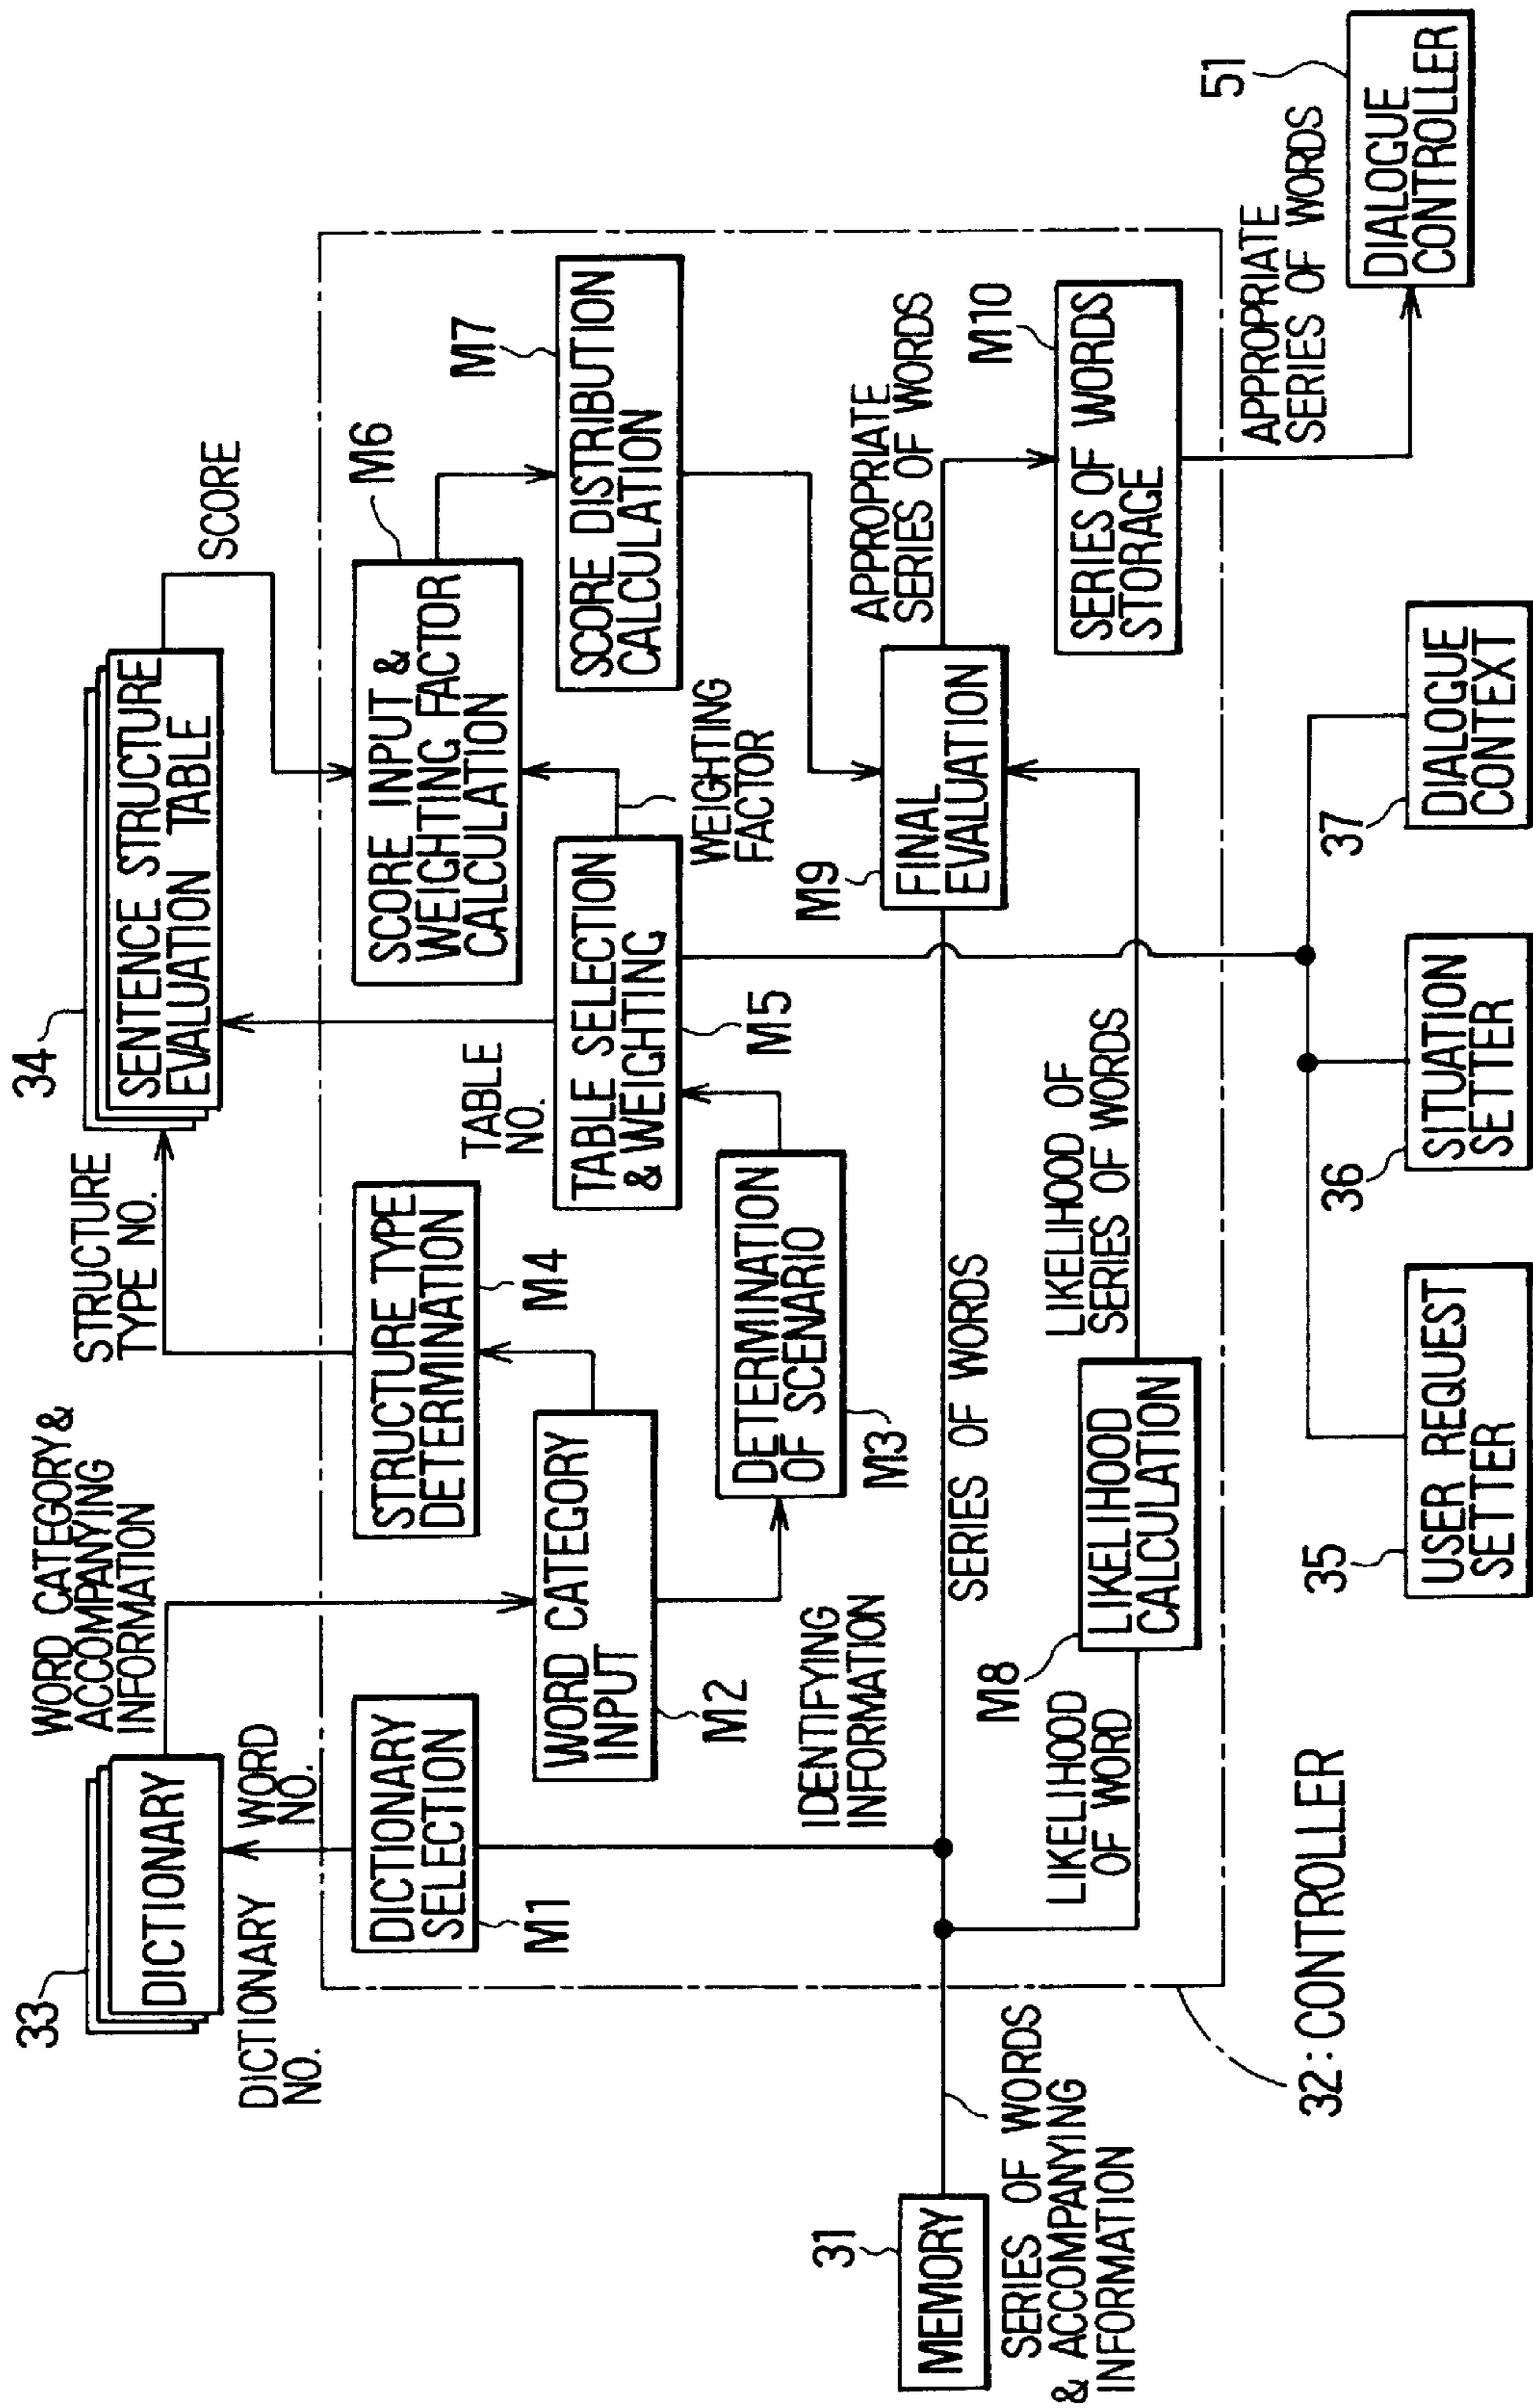 33
DICTIONARY
DICTIONARY
NO.
WORD
NO.
WORD CATEGORY &
ACCOMPANYING
INFORMATION
STRUCTURE
TYPE NO.
34
SENTENCE STRUCTURE
EVALUATION TABLE
SCORE
DICTIONARY
SELECTION
M1
STRUCTURE TYPE
DETERMINATION
M4
SCORE INPUT &
WEIGHTING FACTOR
CALCULATION
M6
WORD CATEGORY
INPUT
M2
TABLE
NO.
TABLE SELECTION
& WEIGHTING
M5
WEIGHTING
FACTOR
SCORE DISTRIBUTION
CALCULATION
M7
IDENTIFYING
INFORMATION
DETERMINATION
OF SCENARIO
M3
31
MEMORY
SERIES OF WORDS
& ACCOMPANYING
INFORMATION
SERIES OF WORDS
M9
FINAL
EVALUATION
APPROPRIATE
SERIES OF WORDS
M10
SERIES OF WORDS
STORAGE
LIKELIHOOD
OF WORD
M8
LIKELIHOOD
CALCULATION
LIKELIHOOD OF
SERIES OF WORDS
APPROPRIATE
SERIES OF WORDS
51
DIALOGUE
CONTROLLER
32 : CONTROLLER
35
USER REQUEST
SETTER
36
SITUATION
SETTER
37
DIALOGUE
CONTEXT